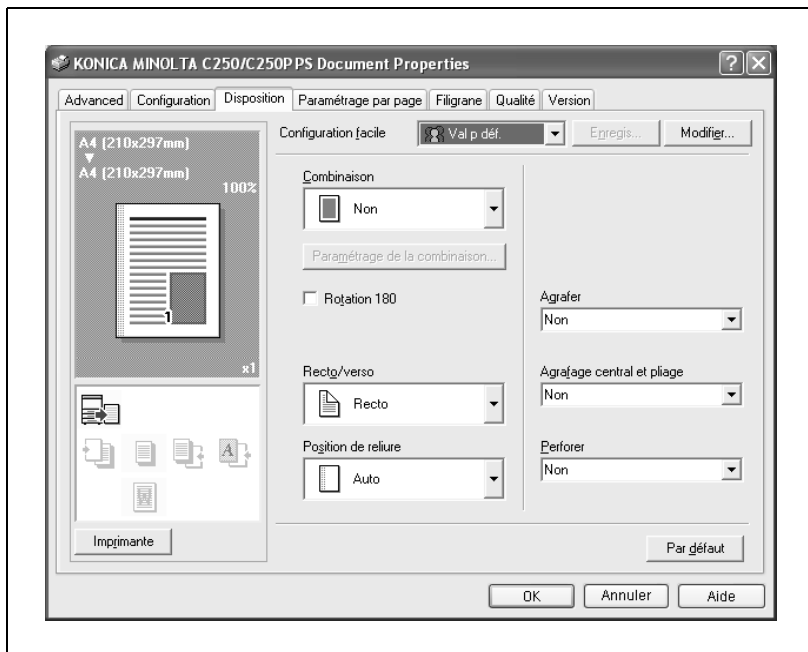 KONICA MINOLTA C250/C250P PS Document Properties
Advanced Configuration Disposition Paramétrage par page Filigrane Qualité Version
A4 (210x297mm)
A4 (210x297mm)
100%
1
x1
Imprimante
Configuration facile Val p déf. Enregis... Modifier...
Combinaison
Non
Paramétrage de la combinaison...
Rotation 180
Recto/verso
Recto
Position de reliure
Auto
Agrafer
Non
Agrafage central et pliage
Non
Perforer
Non
Par défaut
OK Annuler Aide